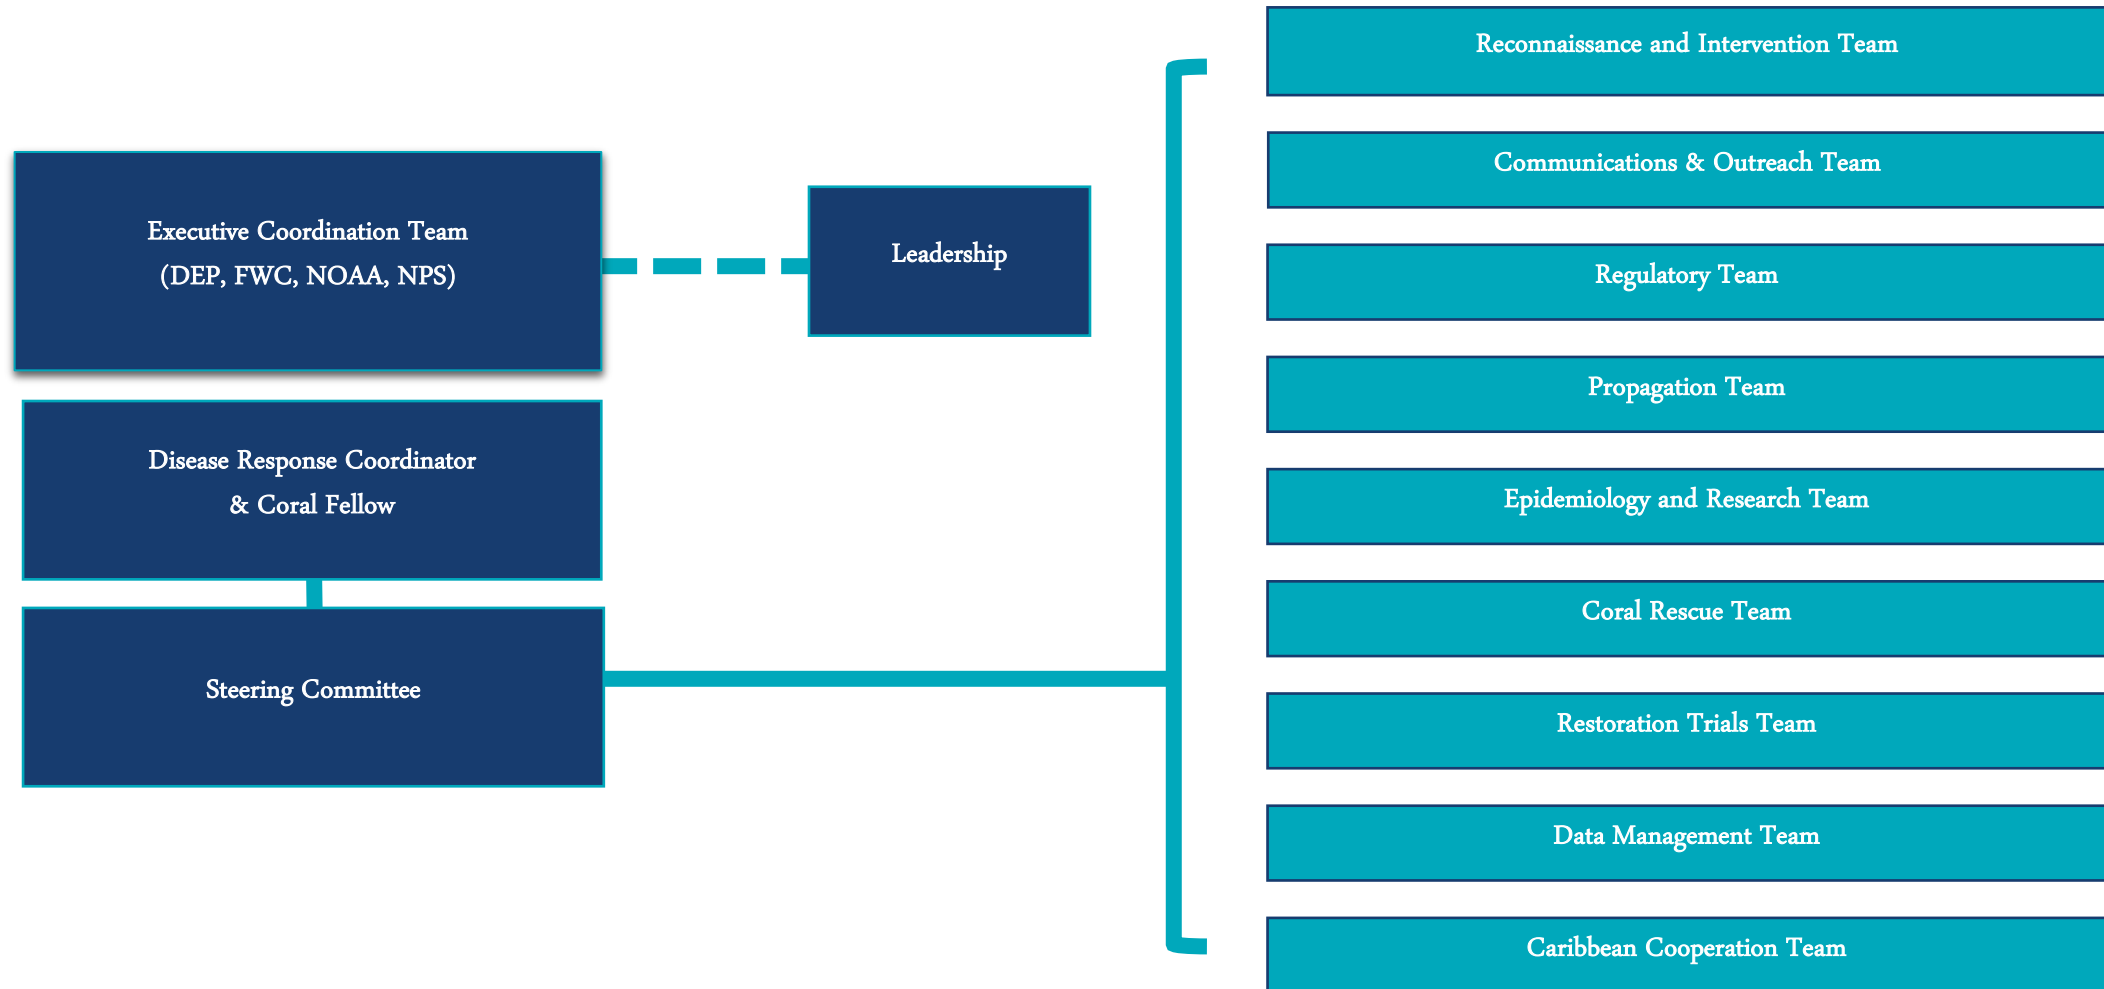 Executive Coordination Team
(DEP, FWC, NOAA, NPS)
Leadership
Disease Response Coordinator
& Coral Fellow
Steering Committee
Reconnaissance and Intervention Team
Communications & Outreach Team
Regulatory Team
Propagation Team
Epidemiology and Research Team
Coral Rescue Team
Restoration Trials Team
Data Management Team
Caribbean Cooperation Team